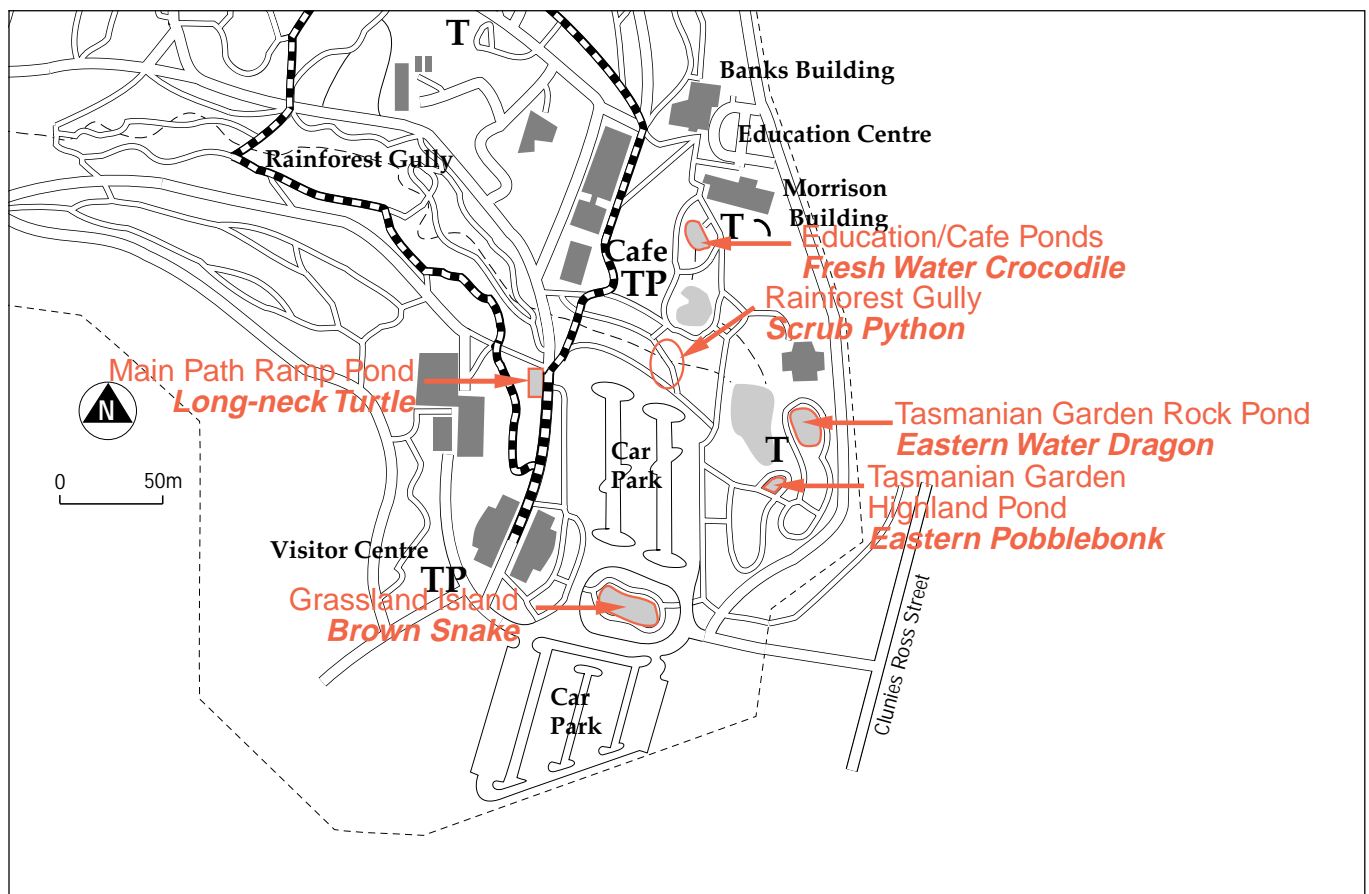 T
Banks Building
Education Centre
Rainforest Gully
Morrison
Building
T
Education/Cafe Ponds
Fresh Water Crocodile
Cafe
TP
Rainforest Gully
Scrub Python
Main Path Ramp Pond
Long-neck Turtle
N
Tasmanian Garden Rock Pond
Eastern Water Dragon
T
Car
Park
0 50m
Tasmanian Garden
Highland Pond
Eastern Pobblebonk
Visitor Centre
TP
Grassland Island
Brown Snake
Clunies Ross Street
Car
Park